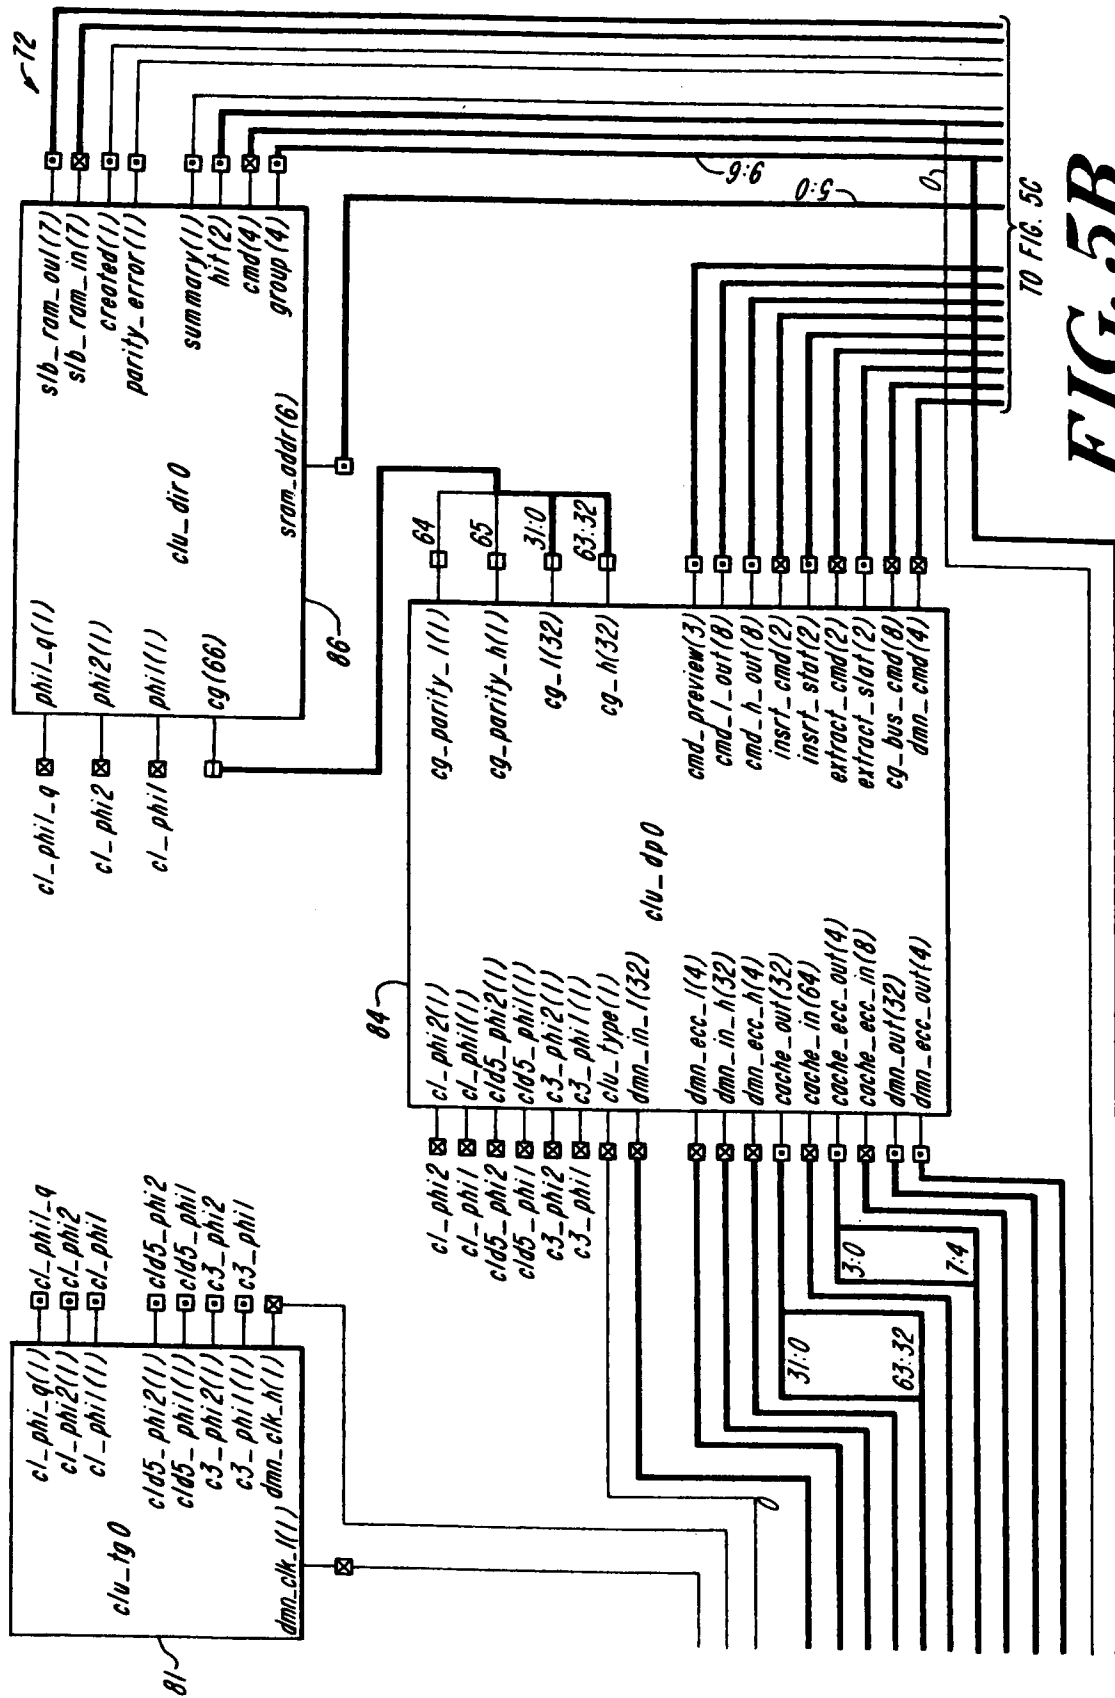 72
slb_ram_out(7)
slb_ram_in(7)
created(1)
parity_error(1)
summary(1)
hit(2)
cmd(4)
group(4)
sram_addr(6)
clu_dir0
phi1_q(1)
phi2(1)
phi1(1)
cg(66)
86
cl_phi1_q
cl_phi2
cl_phi1
9:6
5:0
0
TO FIG. 5C
FIG. 5B
64
65
31:0
63:32
cg_parity_l(1)
cg_parity_h(1)
cg_l(32)
cg_h(32)
cmd_preview(3)
cmd_l_out(8)
cmd_h_out(8)
insrt_cmd(2)
insrt_stat(2)
extract_cmd(2)
extract_stat(2)
cg_bus_cmd(8)
dmn_cmd(4)
clu_dp0
84
cl_phi2(1)
cl_phi1(1)
cld5_phi2(1)
cld5_phi1(1)
c3_phi2(1)
c3_phi1(1)
clu_type(1)
dmn_in_l(32)
dmn_ecc_l(4)
dmn_in_h(32)
dmn_ecc_h(4)
cache_out(32)
cache_in(64)
cache_ecc_out(4)
cache_ecc_in(8)
dmn_out(32)
dmn_ecc_out(4)
cl_phi2
cl_phi1
cld5_phi2
cld5_phi1
c3_phi2
c3_phi1
3:0
7:4
31:0
63:32
0
cl_phi1_q
cl_phi2
cl_phi1
cld5_phi2
cld5_phi1
c3_phi2
c3_phi1
cl_phi_q(1)
cl_phi2(1)
cl_phi1(1)
cld5_phi2(1)
cld5_phi1(1)
c3_phi2(1)
c3_phi1(1)
dmn_clk_h(1)
dmn_clk_l(1)
clu_tg0
81